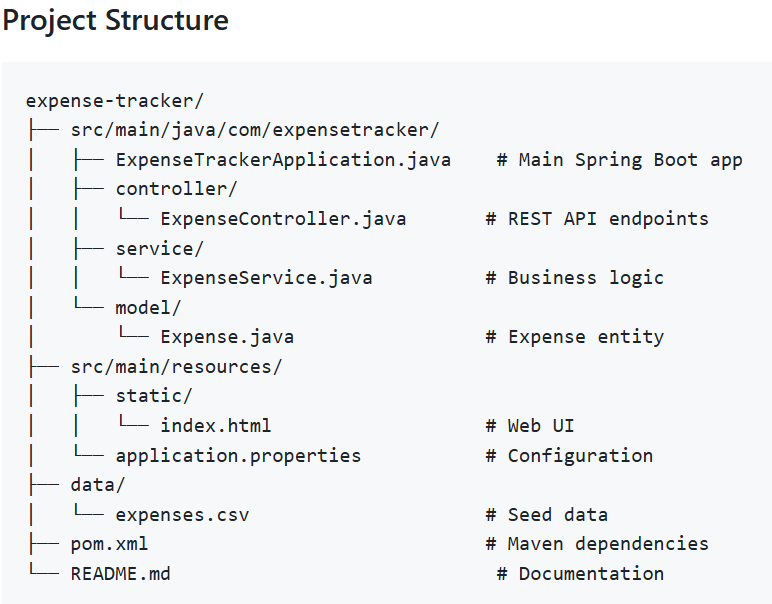 Project Structure
expense-tracker/
├── src/main/java/com/expensetracker/
│   ├── ExpenseTrackerApplication.java    # Main Spring Boot app
│   ├── controller/
│   │   └── ExpenseController.java       # REST API endpoints
│   ├── service/
│   │   └── ExpenseService.java          # Business logic
│   └── model/
│       └── Expense.java                 # Expense entity
├── src/main/resources/
│   ├── static/
│   │   └── index.html                   # Web UI
│   └── application.properties           # Configuration
├── data/
│   └── expenses.csv                     # Seed data
├── pom.xml                              # Maven dependencies
└── README.md                             # Documentation